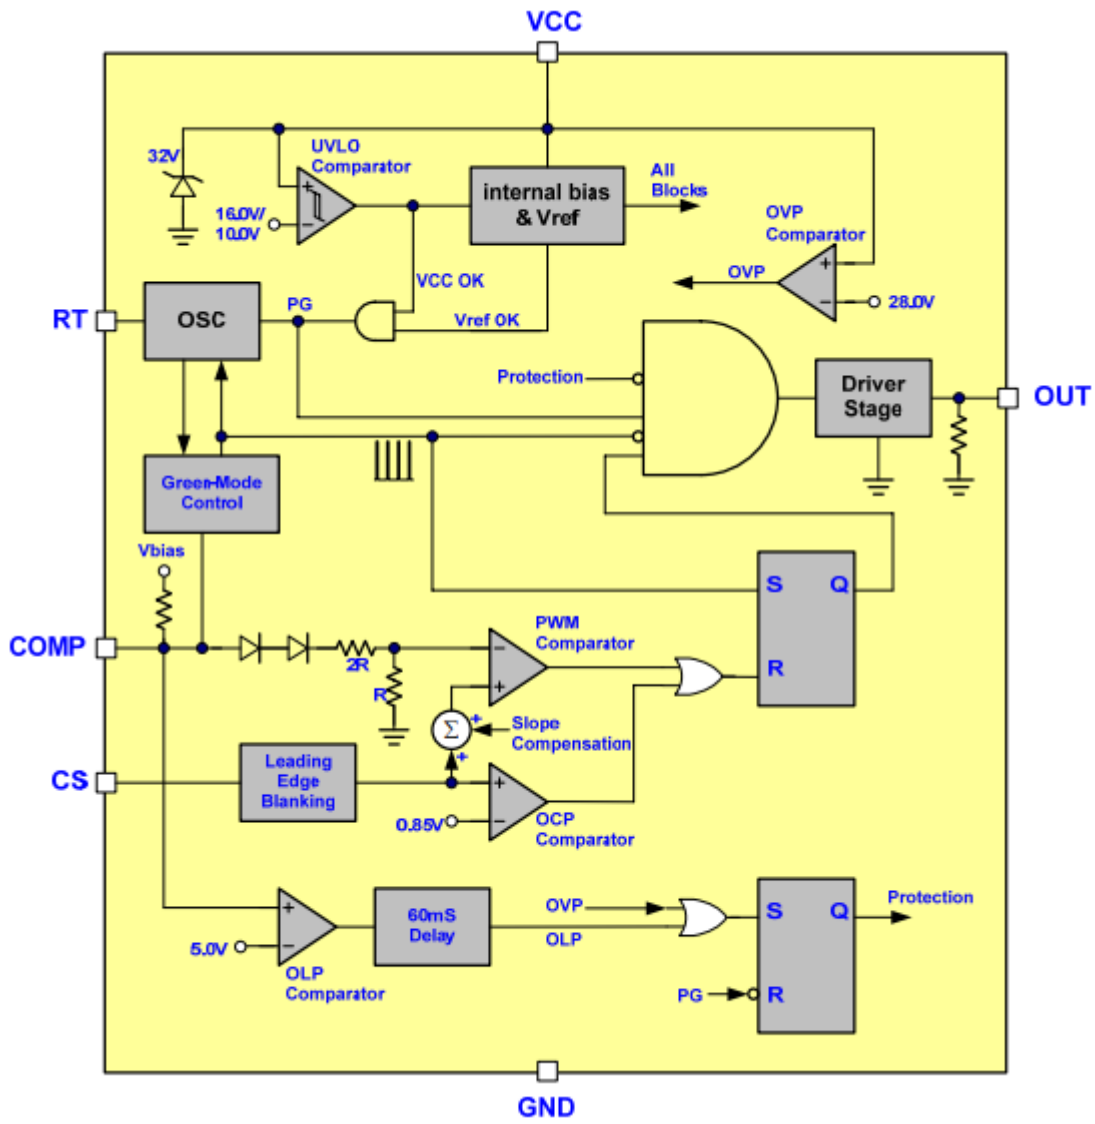 VCC
32V
UVLO
Comparator
16.0V/
10.0V
+
−
internal bias
& Vref
All
Blocks
OVP
Comparator
OVP
+
−
28.0V
VCC OK
RT
OSC
PG
Vref OK
Protection
Driver
Stage
OUT
Green-Mode
Control
Vbias
COMP
2R
R
PWM
Comparator
−
+
S
Q
R
Σ
+
+
Slope
Compensation
CS
Leading
Edge
Blanking
+
−
0.85V
OCP
Comparator
+
−
5.0V
OLP
Comparator
60mS
Delay
OVP
OLP
S
Q
Protection
PG
R
GND